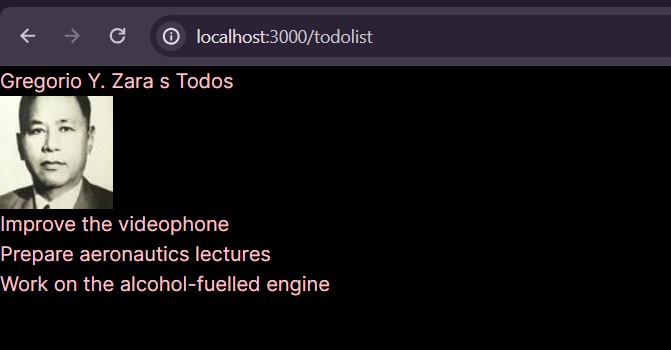 localhost:3000/todolist
Gregorio Y. Zara s Todos
Improve the videophone
Prepare aeronautics lectures
Work on the alcohol-fuelled engine